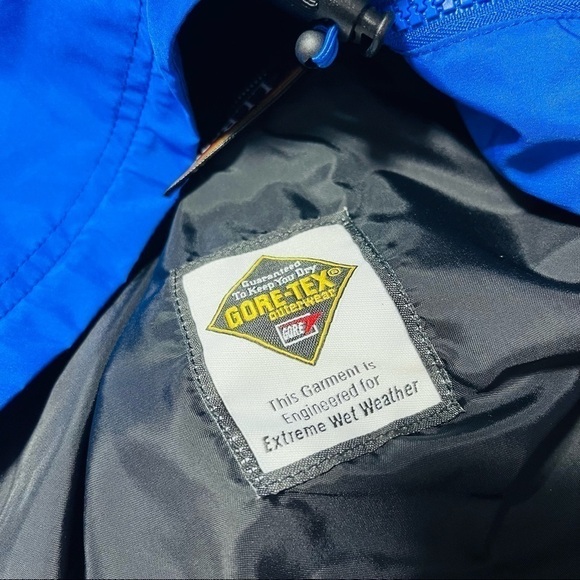 Guaranteed
To Keep You Dry
GORE-TEX®
outerwear
GORE
This Garment is
Engineered for
Extreme Wet Weather